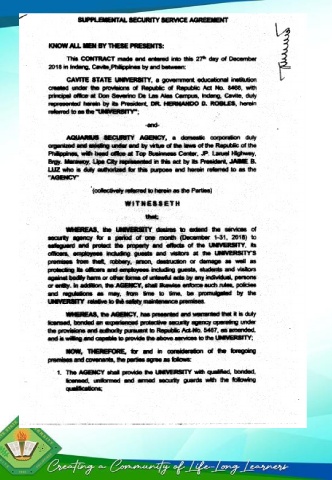 SUPPLEMENTAL SECURITY SERVICE AGREEMENT
KNOW ALL MEN BY THESE PRESENTS:
This CONTRACT made and entered into this 27th day of December
2018 in Indang, Cavite, Philippines by and between:
CAVITE STATE UNIVERSITY, a government educational institution
created under the provisions of Republic of Republic Act No. 8468, with
principal office at Don Severino De Las Alas Campus, Indang, Cavite, duly
represented herein by its President, DR. HERNANDO D. ROBLES, herein
referred to as the "UNIVERSITY";
-and-
AQUARIUS SECURITY AGENCY, a domestic corporation duly
organized and existing under and by virtue of the laws of the Republic of the
Philippines, with head office at Top Business Center, JP Laurel Highway,
Brgy. Marawoy, Lipa City represented in this act by its President, JAIME B.
LUZ who is duly authorized for this purpose and herein referred to as the
"AGENCY"
(collectively referred herein as the Parties)
WITNESSETH
that:
WHEREAS, the UNIVERSITY desires to extend the services of
security agency for a period of one month (December 1-31, 2018) to
safeguard and protect the property and effects of the UNIVERSITY, its
officers, employees including guests and visitors at the UNIVERSITY'S
premises from theft, robbery, arson, destruction or damage as well as
protecting its officers and employees including guests, students and visitors
against bodily harm or other forms of unlawful acts by any individual, persons
or entity. In addition, the AGENCY, shall likewise enforce such rules, policies
and regulations as may, from time to time, be promulgated by the
UNIVERSITY relative to the safety maintenance premises.
WHEREAS, the AGENCY, has presented and warranted that it is duly
licensed, bonded an experienced protective security agency operating under
the provisions and authority pursuant to Republic Act No. 5487, as amended,
and is willing and capable to provide the above services to the UNIVERSITY;
NOW, THEREFORE, for and in consideration of the foregoing
premises and covenants, the parties agree as follows:
1. The AGENCY shall provide the UNIVERSITY with qualified, bonded,
licensed, uniformed and armed security guards with the following
qualifications;
Creating a Community of Life-Long Learners